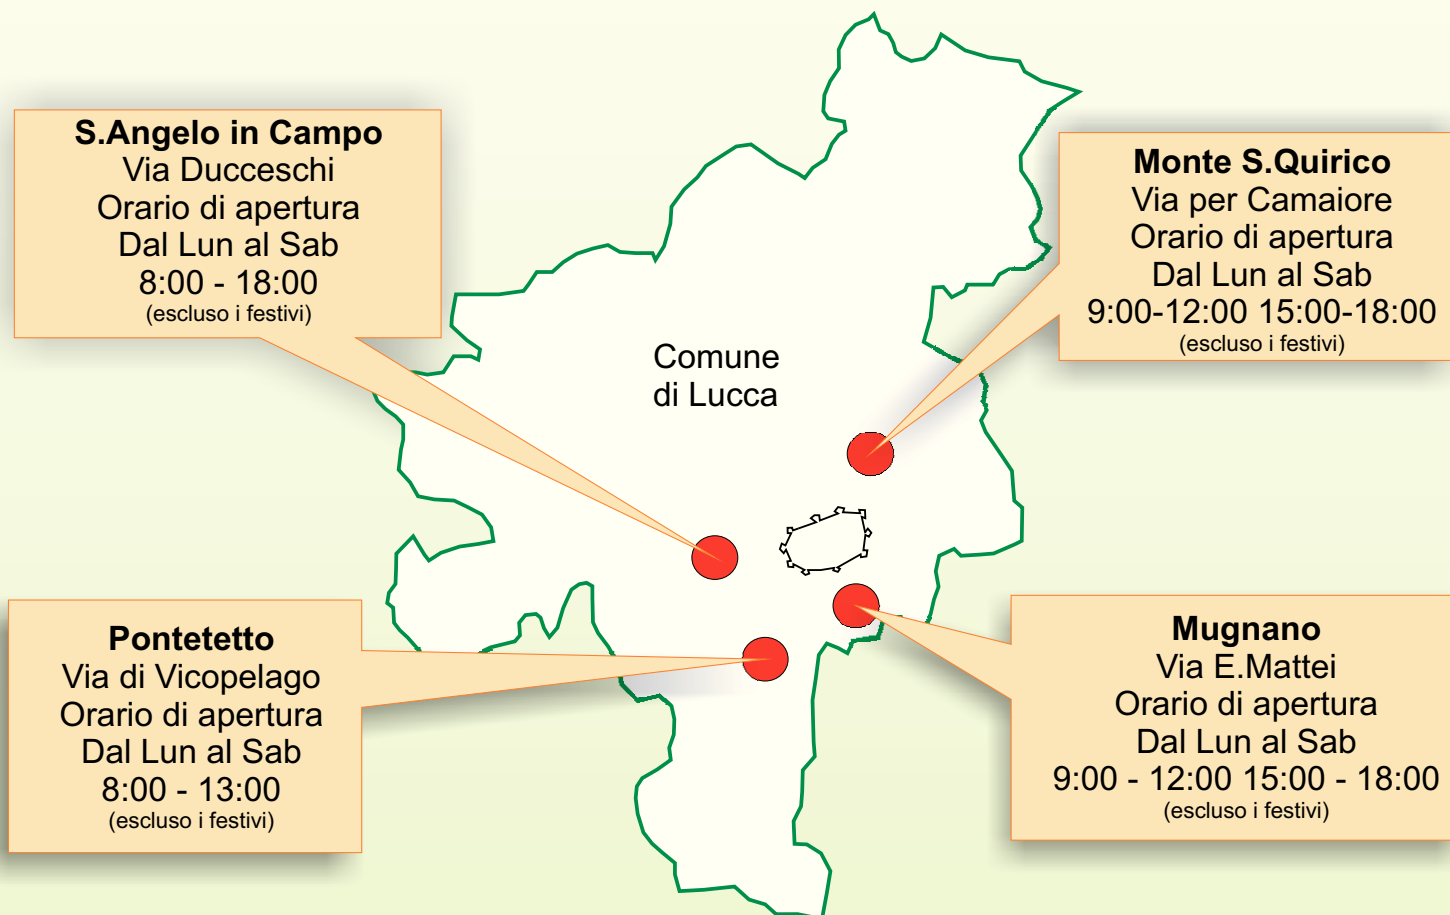 S.Angelo in Campo
Via Ducceschi
Orario di apertura
Dal Lun al Sab
8:00 - 18:00
(escluso i festivi)
Monte S.Quirico
Via per Camaiore
Orario di apertura
Dal Lun al Sab
9:00-12:00 15:00-18:00
(escluso i festivi)
Comune
di Lucca
Pontetetto
Via di Vicopelago
Orario di apertura
Dal Lun al Sab
8:00 - 13:00
(escluso i festivi)
Mugnano
Via E.Mattei
Orario di apertura
Dal Lun al Sab
9:00 - 12:00 15:00 - 18:00
(escluso i festivi)